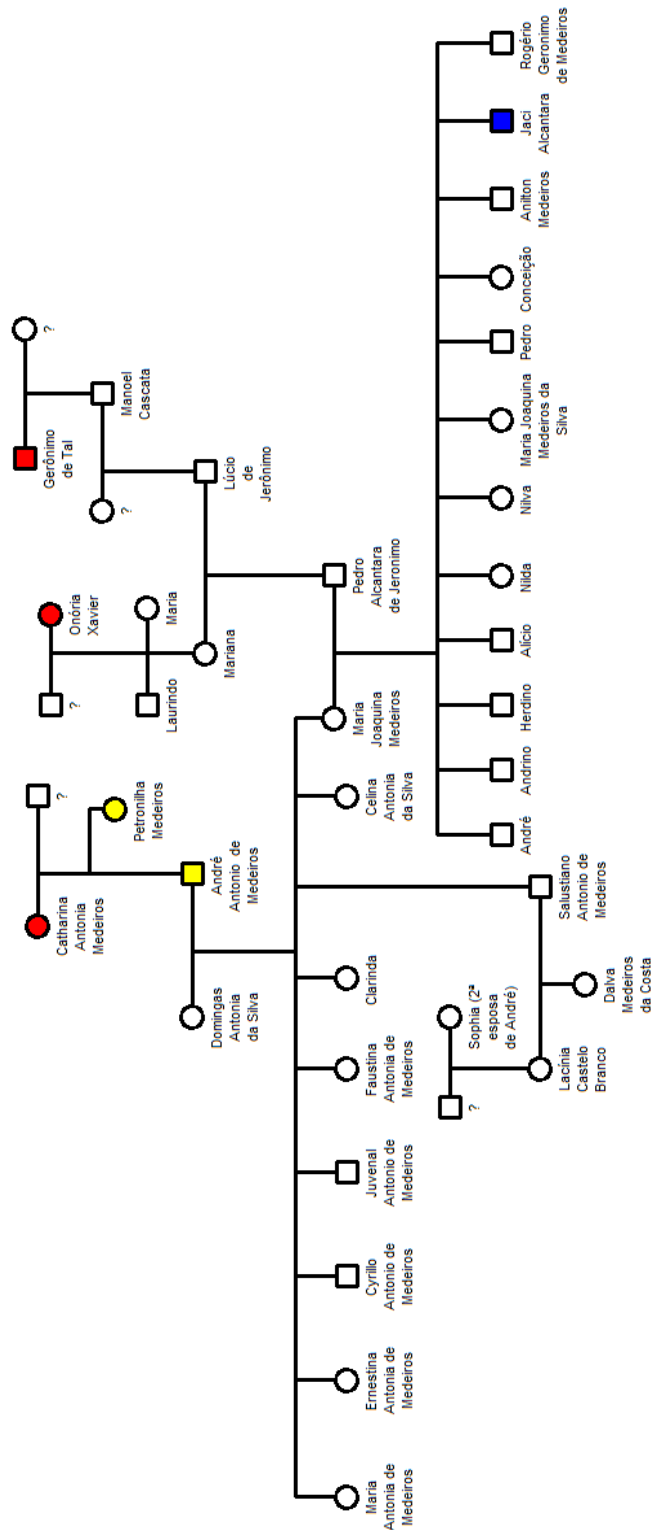 Gerônimo
de Tal
?
Manoel
Cascata
?
Lúcio
de
Jerônimo
Onória
Xavier
?
Maria
Laurindo
Mariana
Pedro
Alcantara
de Jeronimo
?
Catharina
Antonia
Medeiros
Petronilha
Medeiros
André
Antonio de
Medeiros
Domingas
Antonia
da Silva
Maria
Antonia de
Medeiros
Ernestina
Antonia de
Medeiros
Cyrillo
Antonio de
Medeiros
Juvenal
Antonio de
Medeiros
Faustina
Antonia de
Medeiros
Clarinda
Celina
Antonia
da Silva
Maria
Joaquina
Medeiros
?
Sophia (2ª
esposa
de André)
Lacínia
Castelo
Branco
Salustiano
Antonio de
Medeiros
Dalva
Medeiros
da Costa
André
Andrino
Herdino
Alício
Nilda
Nilva
Maria Joaquina
Medeiros da
Silva
Pedro
Conceição
Anilton
Medeiros
Jaci
Alcantara
Rogério
Geronimo
de Medeiros